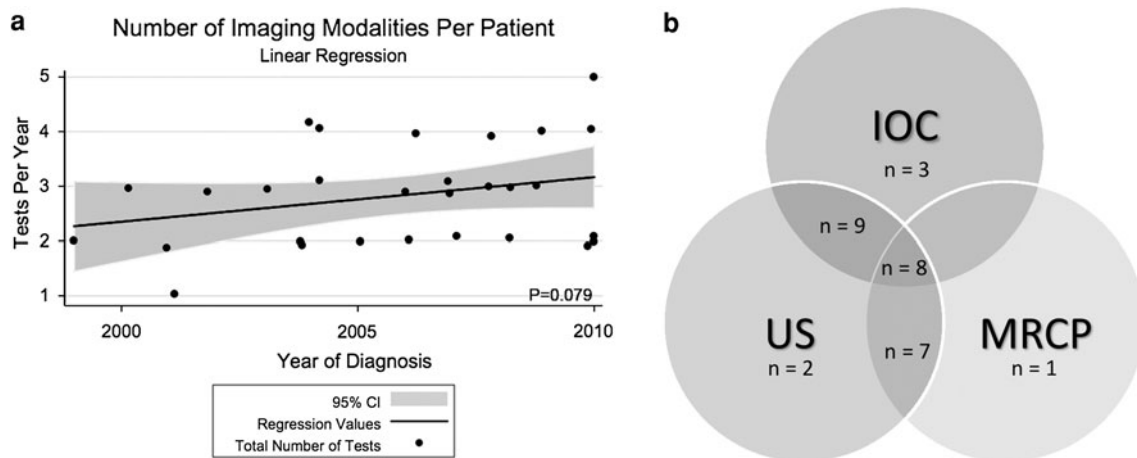 a
Number of Imaging Modalities Per Patient
Linear Regression
Tests Per Year
5
4
3
2
1
P=0.079
2000
2005
2010
Year of Diagnosis
95% CI
Regression Values
Total Number of Tests
b
IOC
n = 3
n = 9
n = 8
US
n = 2
n = 7
MRCP
n = 1